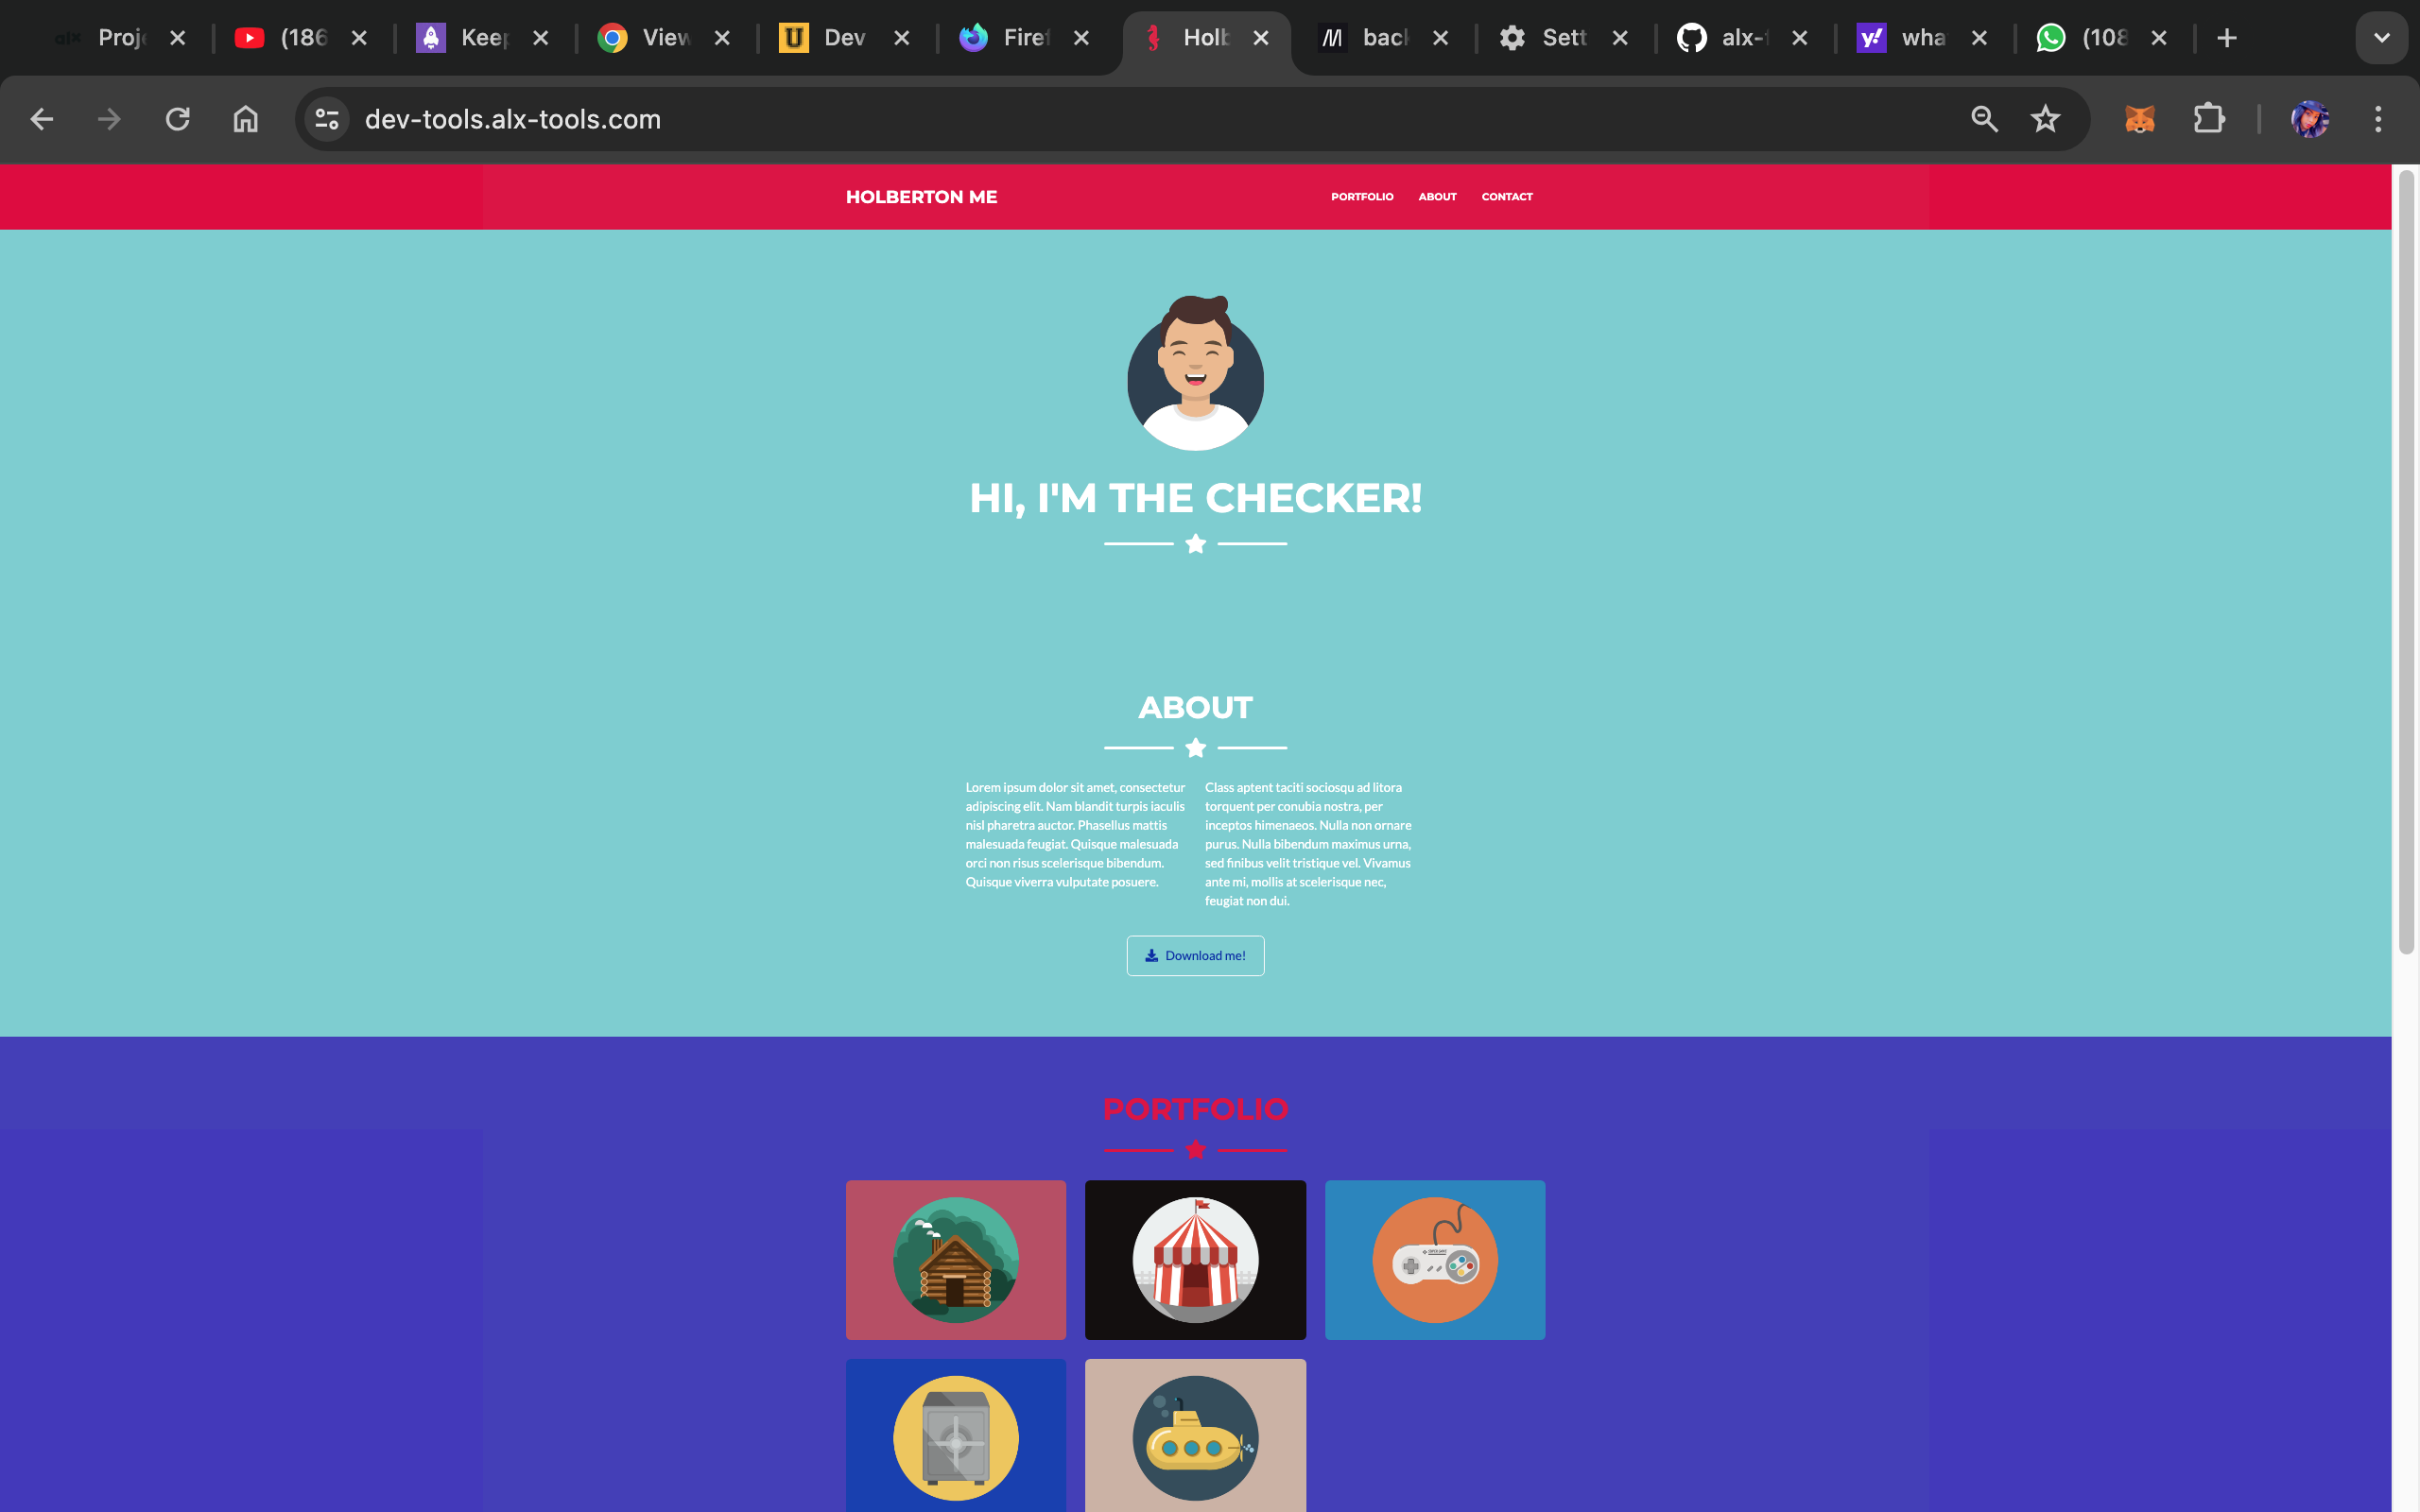 Proje
(186
Keep
View
Dev
Firef
Holb
back
Sett
alx-f
wha
(108
dev-tools.alx-tools.com
HOLBERTON ME
PORTFOLIO ABOUT CONTACT
HI, I'M THE CHECKER!
ABOUT
Lorem ipsum dolor sit amet, consectetur
adipiscing elit. Nam blandit turpis iaculis
nisl pharetra auctor. Phasellus mattis
malesuada feugiat. Quisque malesuada
orci non risus scelerisque bibendum.
Quisque viverra vulputate posuere.
Class aptent taciti sociosqu ad litora
torquent per conubia nostra, per
inceptos himenaeos. Nulla non ornare
purus. Nulla bibendum maximus urna,
sed finibus velit tristique vel. Vivamus
ante mi, mollis at scelerisque nec,
feugiat non dui.
Download me!
PORTFOLIO